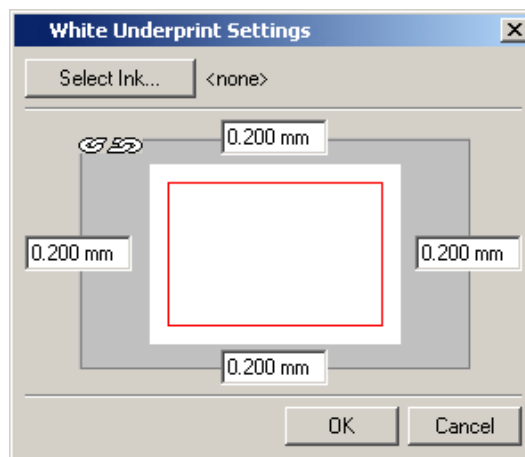 White Underprint Settings
Select Ink... <none>
0.200 mm
0.200 mm 0.200 mm
0.200 mm
OK Cancel